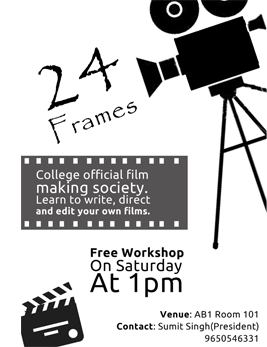 24
Frames
College official film
making society.
Learn to write, direct
and edit your own films.
Free Workshop
On Saturday
At 1pm
Venue: AB1 Room 101
Contact: Sumit Singh(President)
9650546331